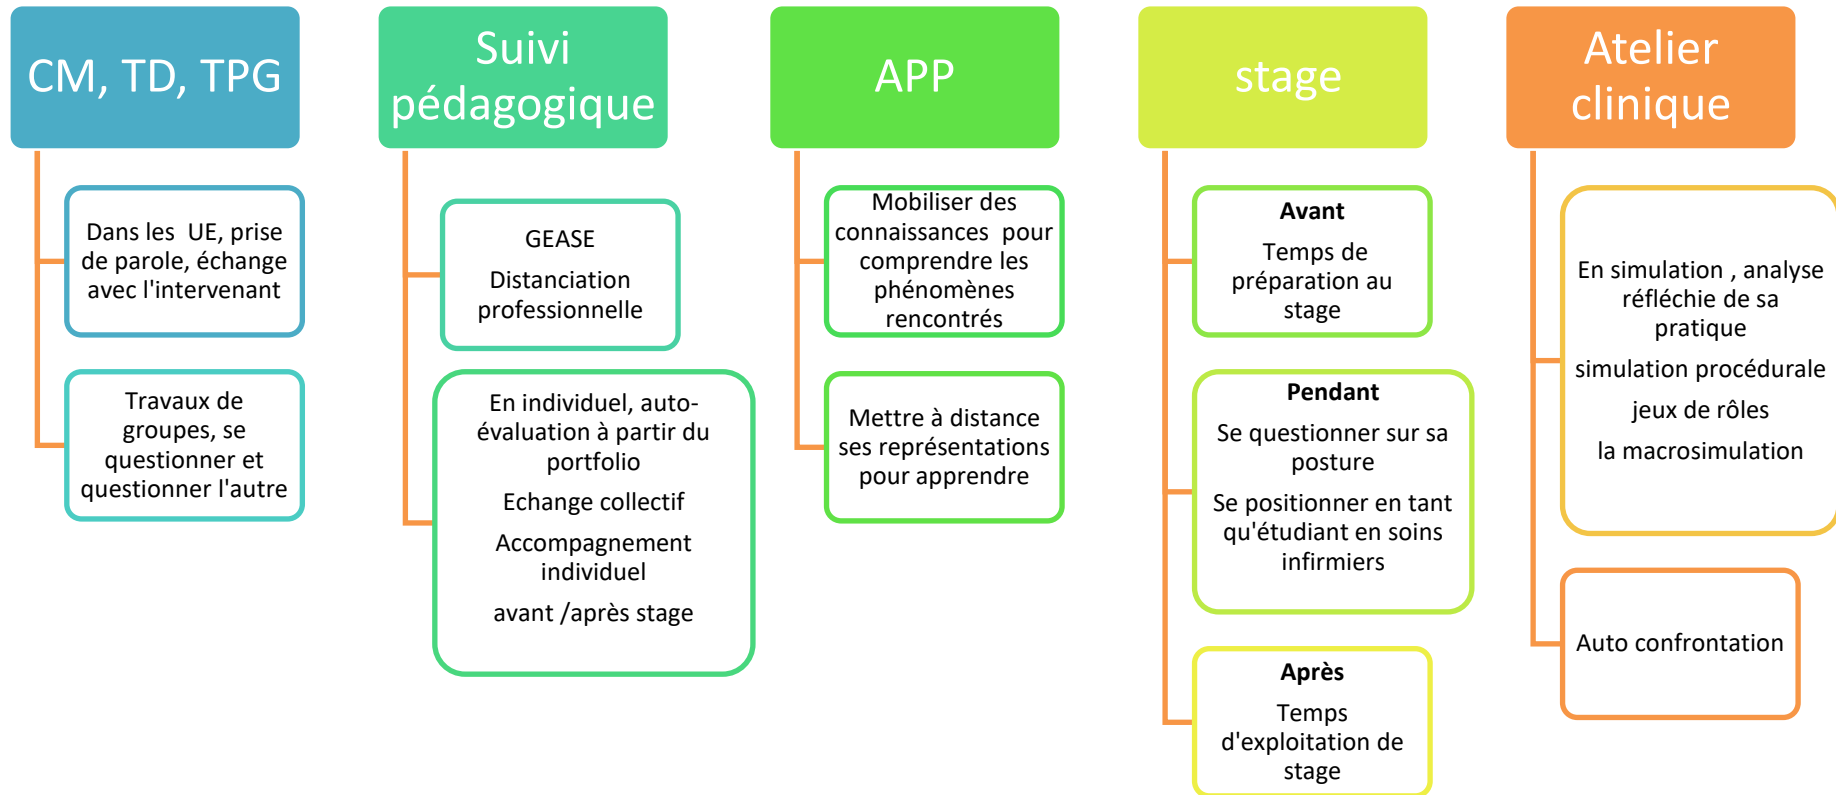 CM, TD, TPG
Dans les  UE, prise
de parole, échange
avec l'intervenant
Travaux de
groupes, se
questionner et
questionner l'autre
Suivi
pédagogique
GEASE
Distanciation
professionnelle
En individuel, auto-
évaluation à partir du
portfolio
Echange collectif
Accompagnement
individuel
avant /après stage
APP
Mobiliser des
connaissances  pour
comprendre les
phénomènes
rencontrés
Mettre à distance
ses représentations
pour apprendre
stage
Avant
Temps de
préparation au
stage
Pendant
Se questionner sur sa
posture
Se positionner en tant
qu'étudiant en soins
infirmiers
Après
Temps
d'exploitation de
stage
Atelier
clinique
En simulation , analyse
réfléchie de sa
pratique
simulation procédurale
jeux de rôles
la macrosimulation
Auto confrontation